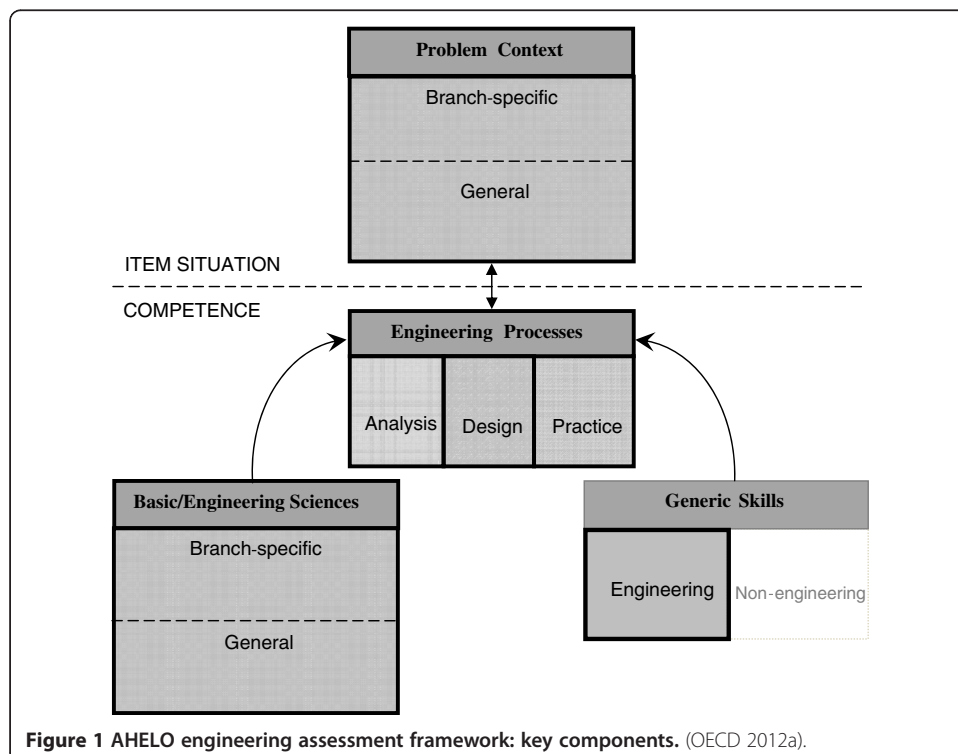 Problem Context
Branch-specific
General
ITEM SITUATION
COMPETENCE
Engineering Processes
Analysis Design Practice
Basic/Engineering Sciences
Branch-specific
General
Generic Skills
Engineering Non-engineering
Figure 1 AHELO engineering assessment framework: key components. (OECD 2012a).